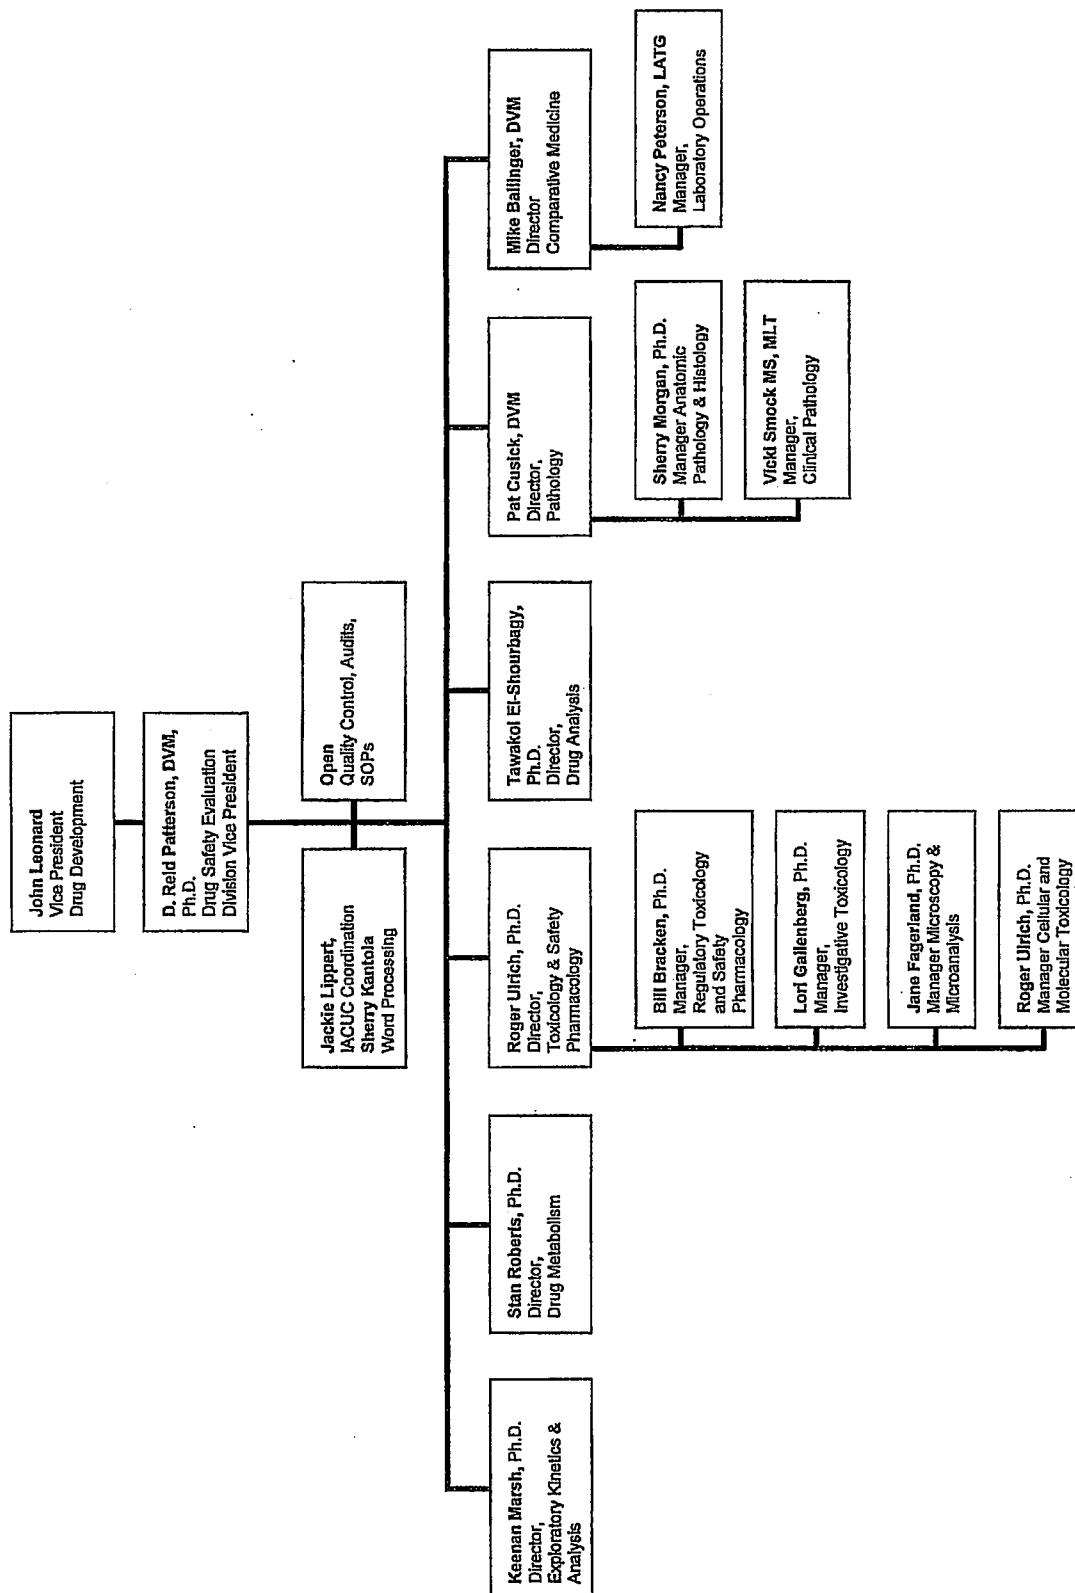 John Leonard
Vice President
Drug Development
D. Reid Patterson, DVM,
Ph.D.
Drug Safety Evaluation
Division Vice President
Jackie Lippert,
IACUC Coordination
Sherry Kantola
Word Processing
Open
Quality Control, Audits,
SOPs
Keenan Marsh, Ph.D.
Director,
Exploratory Kinetics &
Analysis
Stan Roberts, Ph.D.
Director,
Drug Metabolism
Roger Ulrich, Ph.D.
Director,
Toxicology & Safety
Pharmacology
Tawakol El-Shourbagy,
Ph.D.
Director,
Drug Analysis
Pat Cusick, DVM
Director,
Pathology
Mike Ballinger, DVM
Director
Comparative Medicine
Bill Bracken, Ph.D.
Manager,
Regulatory Toxicology
and Safety
Pharmacology
Lori Gallenberg, Ph.D.
Manager,
Investigative Toxicology
Jane Fagerland, Ph.D.
Manager Microscopy &
Microanalysis
Roger Ulrich, Ph.D.
Manager Cellular and
Molecular Toxicology
Sherry Morgan, Ph.D.
Manager Anatomic
Pathology & Histology
Vicki Smock MS, MLT
Manager,
Clinical Pathology
Nancy Peterson, LATG
Manager,
Laboratory Operations